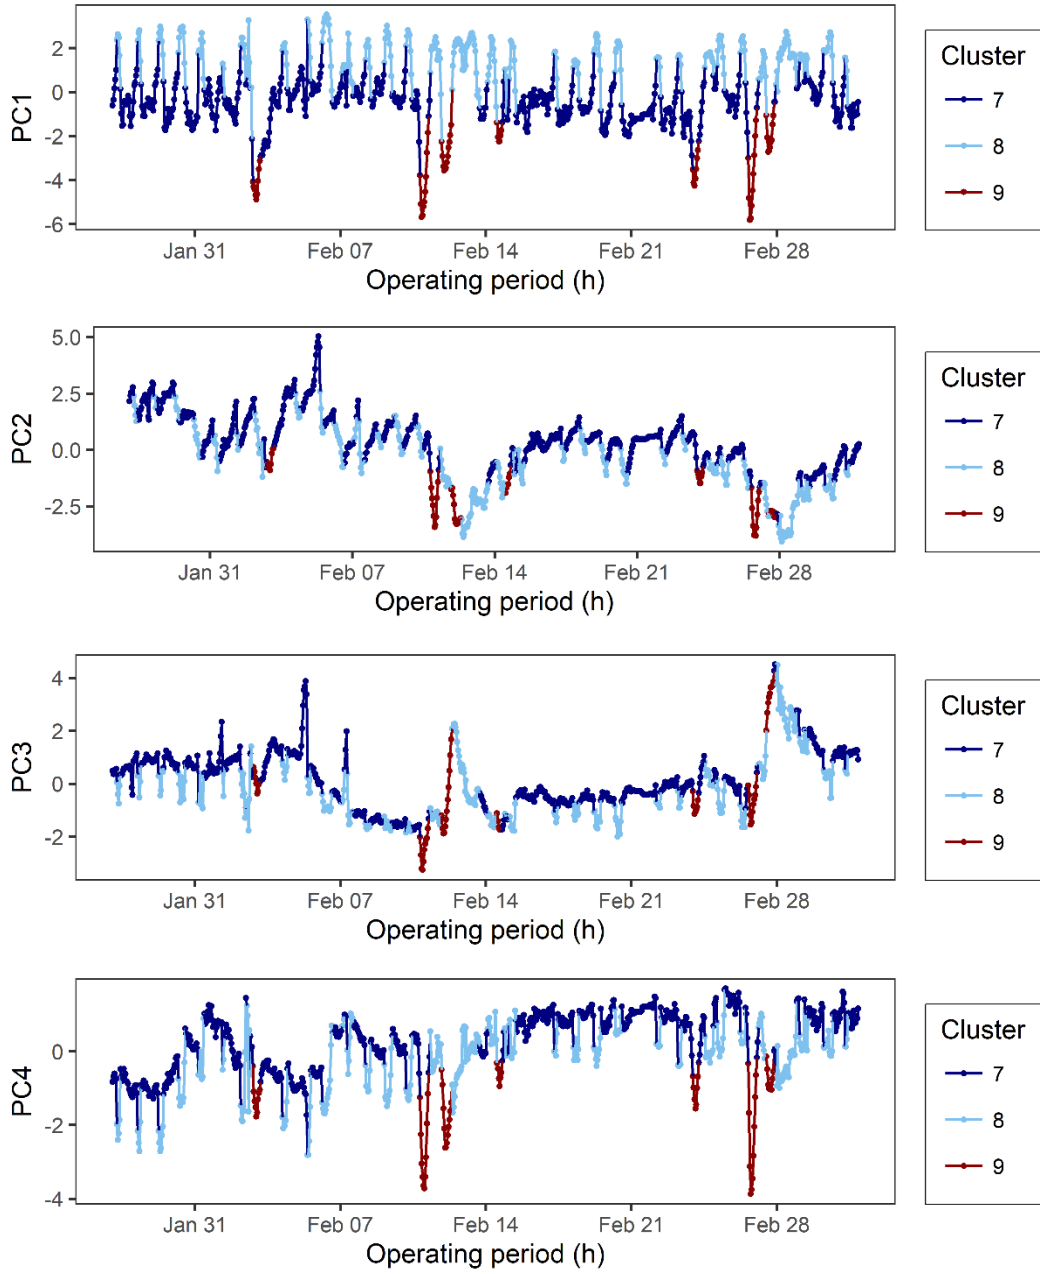 PC1
2
0
-2
-4
-6
Jan 31 Feb 07 Feb 14 Feb 21 Feb 28
Operating period (h)
Cluster
7
8
9
PC2
5.0
2.5
0.0
-2.5
Jan 31 Feb 07 Feb 14 Feb 21 Feb 28
Operating period (h)
Cluster
7
8
9
PC3
4
2
0
-2
Jan 31 Feb 07 Feb 14 Feb 21 Feb 28
Operating period (h)
Cluster
7
8
9
PC4
0
-2
-4
Jan 31 Feb 07 Feb 14 Feb 21 Feb 28
Operating period (h)
Cluster
7
8
9